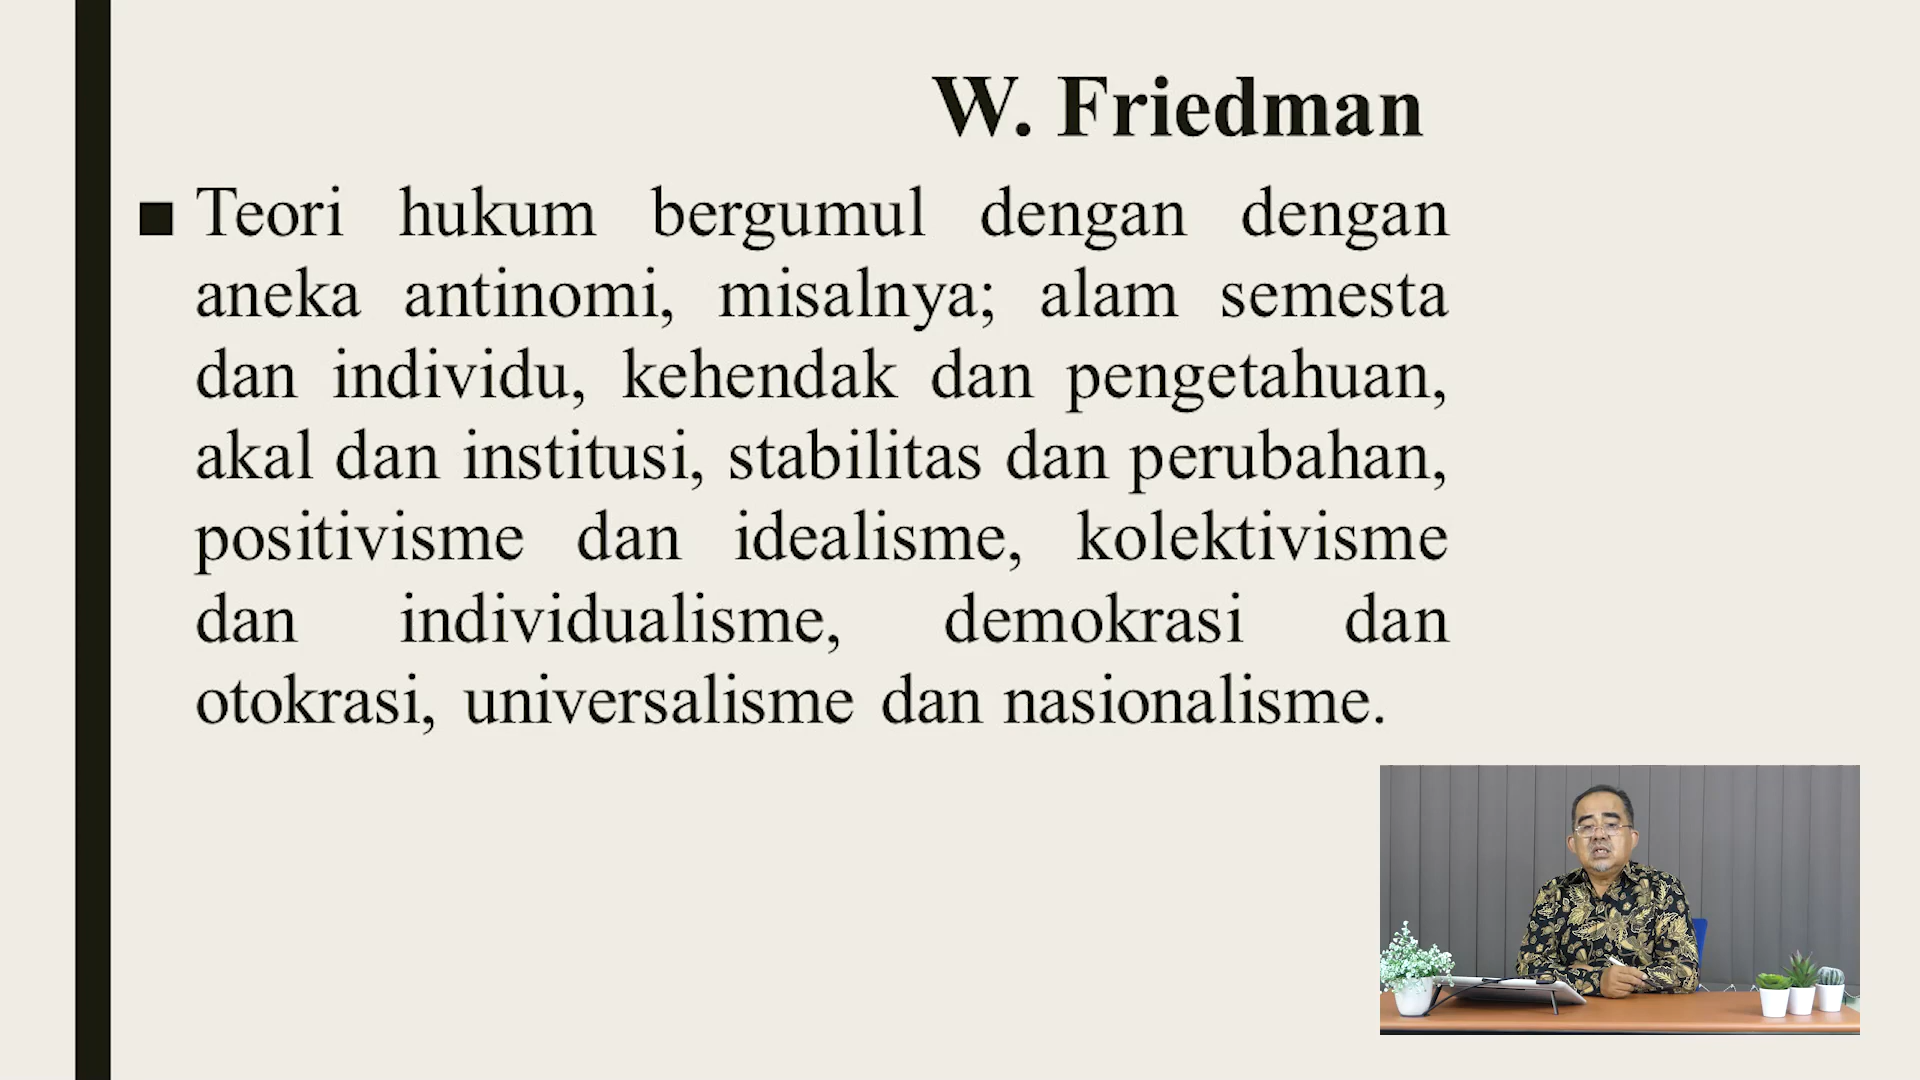 W. Friedman
■ Teori hukum bergumul dengan dengan
aneka antinomi, misalnya; alam semesta
dan individu, kehendak dan pengetahuan,
akal dan institusi, stabilitas dan perubahan,
positivisme dan idealisme, kolektivisme
dan individualisme, demokrasi dan
otokrasi, universalisme dan nasionalisme.